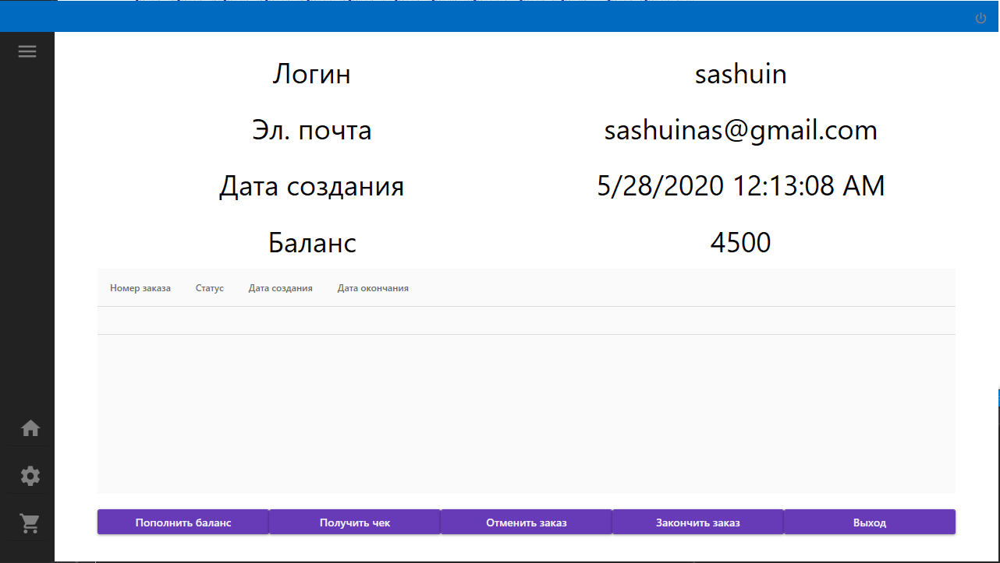 Логин sashuin
Эл. почта sashuinas@gmail.com
Дата создания 5/28/2020 12:13:08 AM
Баланс 4500
Номер заказа Статус Дата создания Дата окончания
Пополнить баланс Получить чек Отменить заказ Закончить заказ Выход